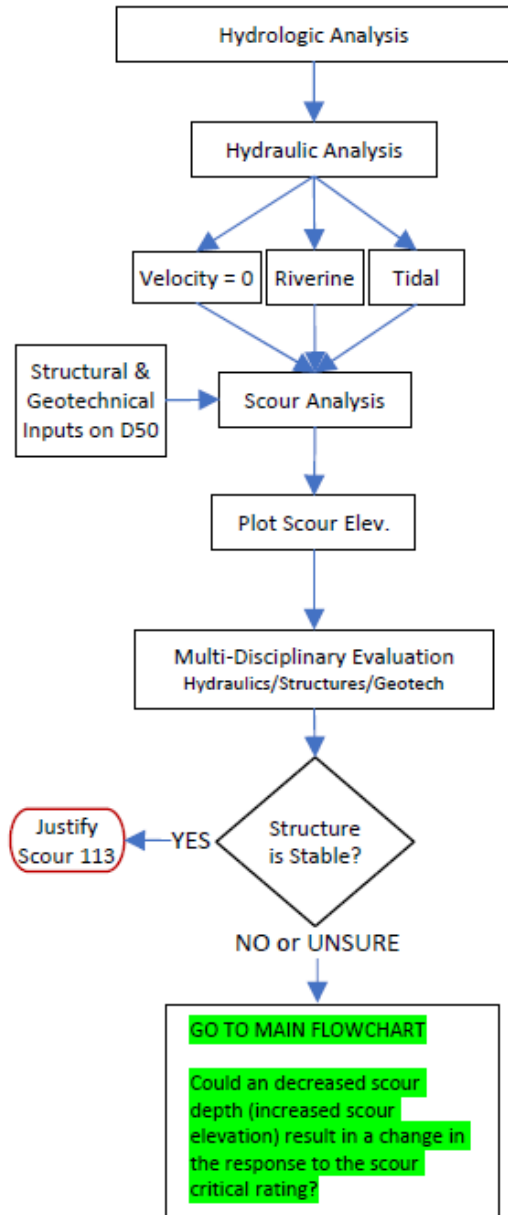 Hydrologic Analysis
Hydraulic Analysis
Velocity = 0
Riverine
Tidal
Structural &
Geotechnical
Inputs on D50
Scour Analysis
Plot Scour Elev.
Multi-Disciplinary Evaluation
Hydraulics/Structures/Geotech
Structure
is Stable?
YES
Justify
Scour 113
NO or UNSURE
GO TO MAIN FLOWCHART
Could an decreased scour
depth (increased scour
elevation) result in a change in
the response to the scour
critical rating?